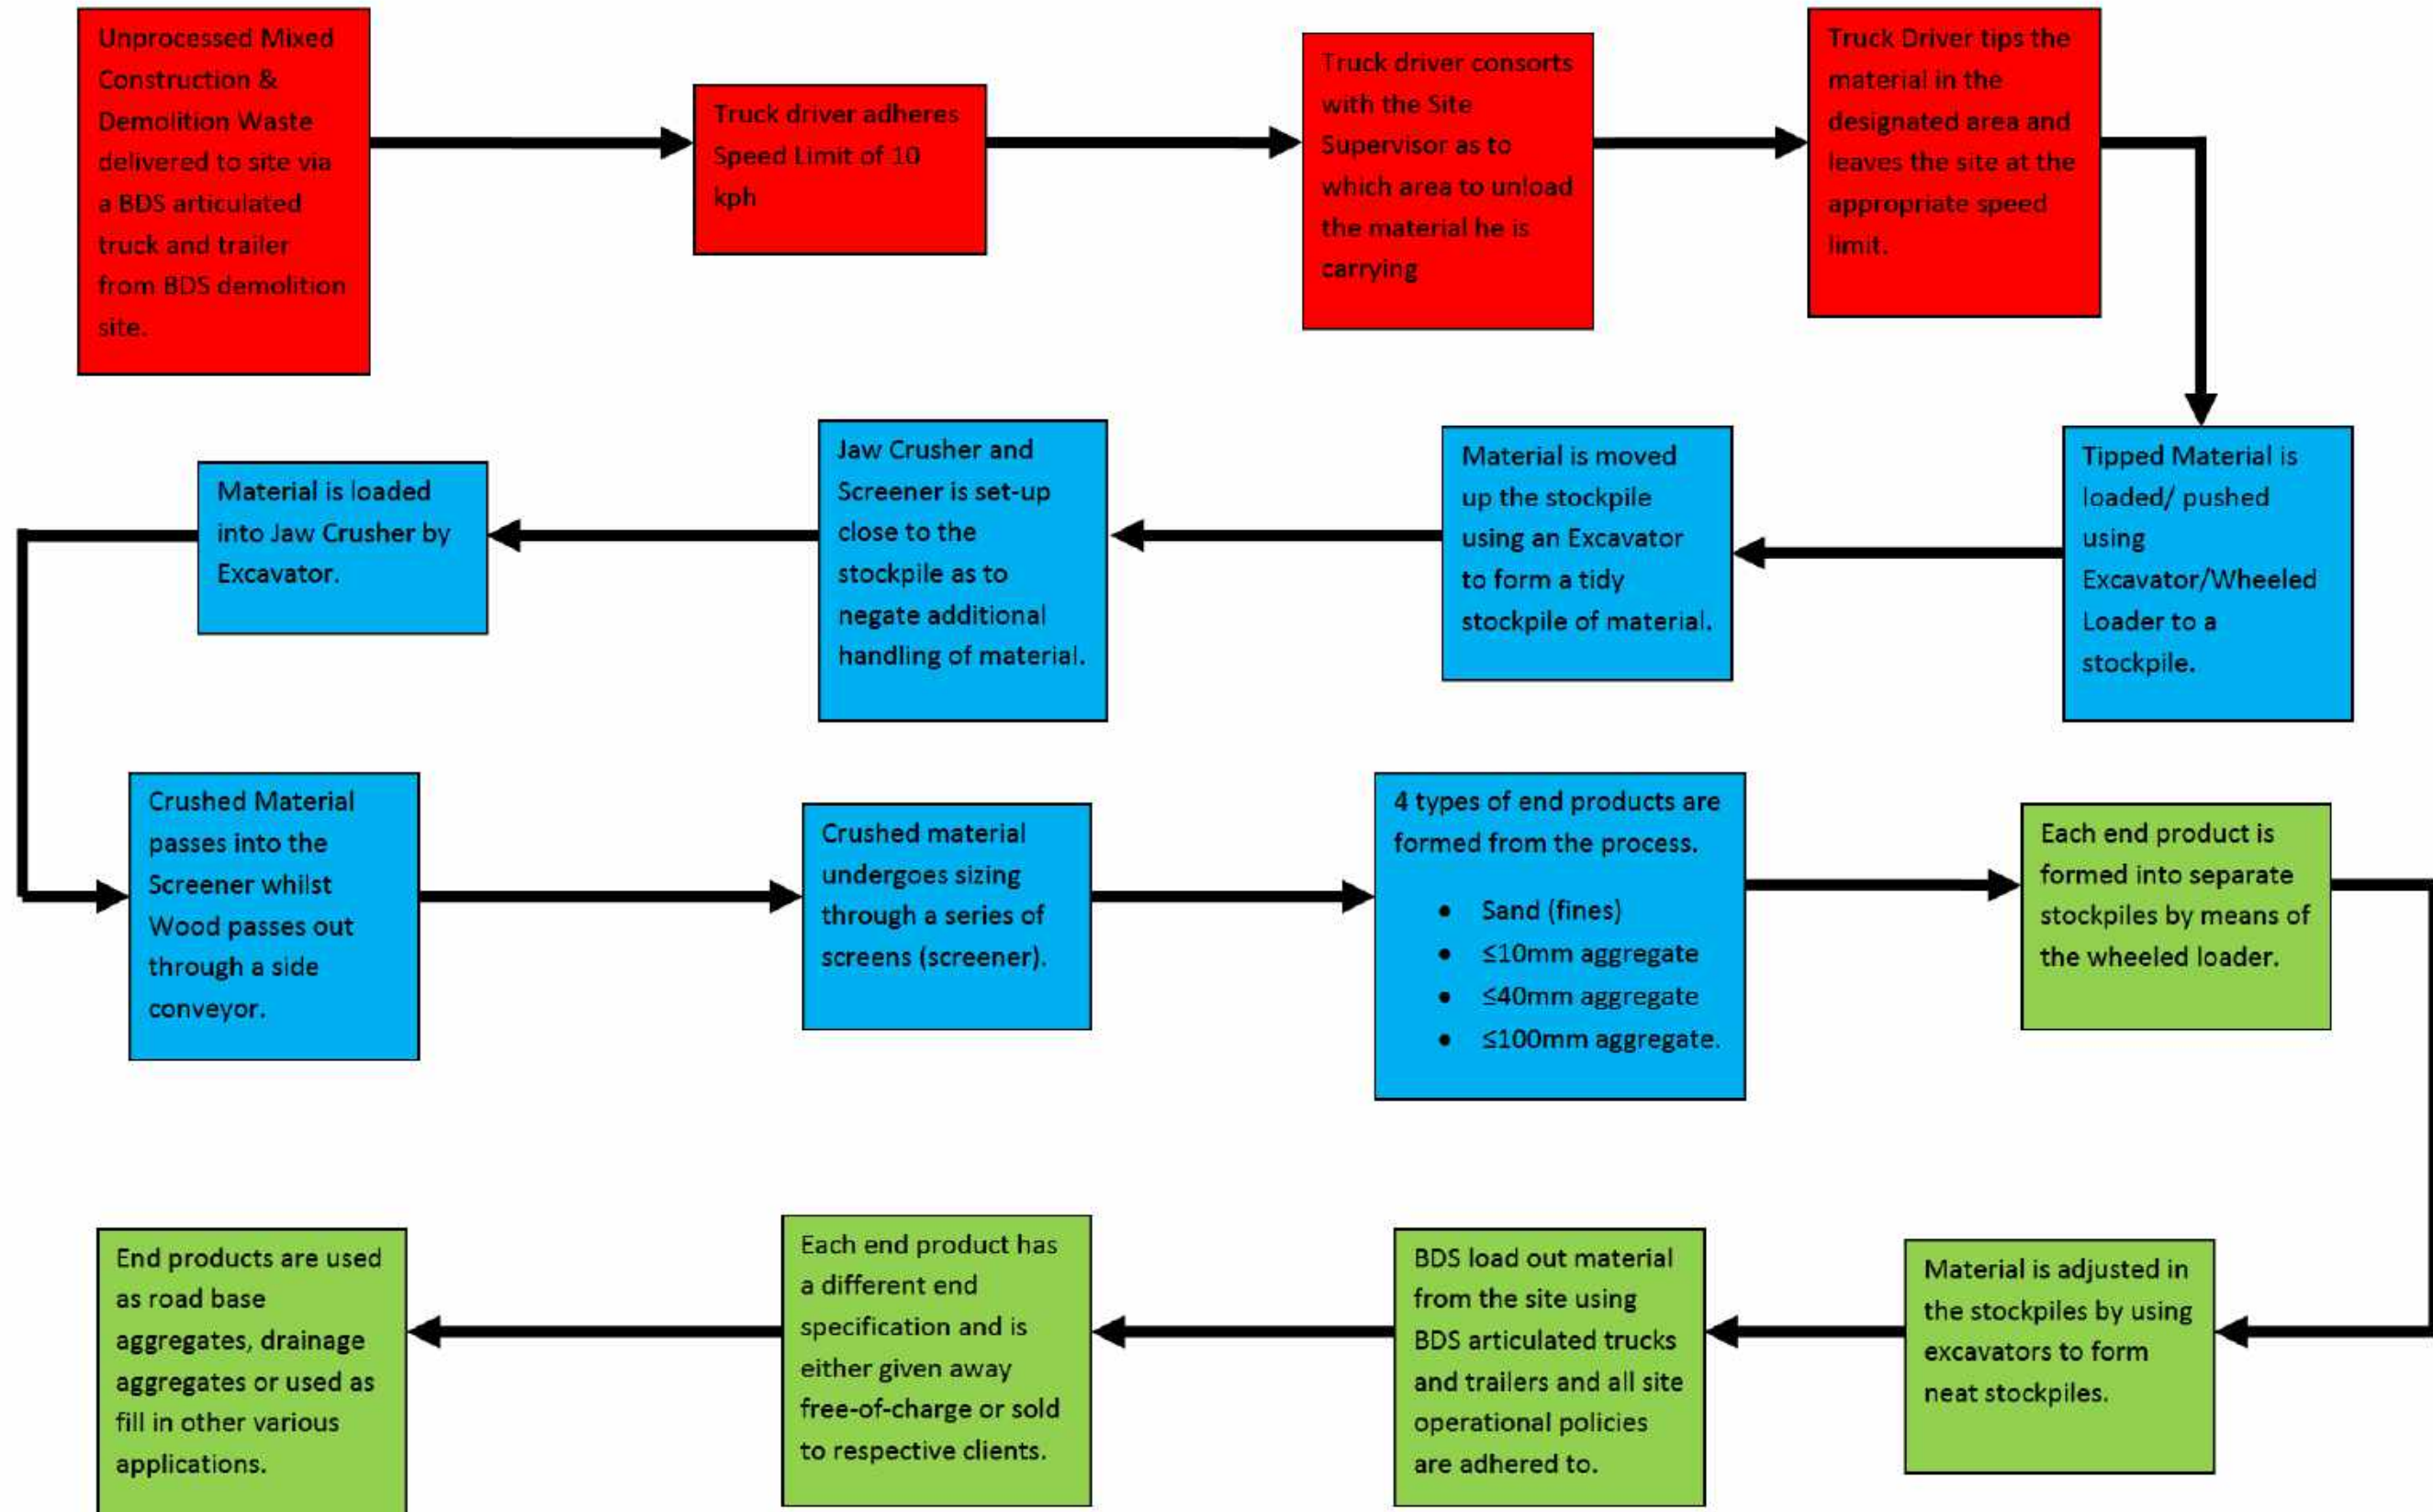 Unprocessed Mixed
Construction &
Demolition Waste
delivered to site via
a BDS articulated
truck and trailer
from BDS demolition
site.
Truck driver adheres
Speed Limit of 10
kph
Truck driver consorts
with the Site
Supervisor as to
which area to unload
the material he is
carrying
Truck Driver tips the
material in the
designated area and
leaves the site at the
appropriate speed
limit.
Tipped Material is
loaded/ pushed
using
Excavator/Wheeled
Loader to a
stockpile.
Material is moved
up the stockpile
using an Excavator
to form a tidy
stockpile of material.
Jaw Crusher and
Screener is set-up
close to the
stockpile as to
negate additional
handling of material.
Material is loaded
into Jaw Crusher by
Excavator.
Crushed Material
passes into the
Screener whilst
Wood passes out
through a side
conveyor.
Crushed material
undergoes sizing
through a series of
screens (screener).
4 types of end products are
formed from the process.
• Sand (fines)
• ≤10mm aggregate
• ≤40mm aggregate
• ≤100mm aggregate.
Each end product is
formed into separate
stockpiles by means of
the wheeled loader.
Material is adjusted in
the stockpiles by using
excavators to form
neat stockpiles.
BDS load out material
from the site using
BDS articulated trucks
and trailers and all site
operational policies
are adhered to.
Each end product has
a different end
specification and is
either given away
free-of-charge or sold
to respective clients.
End products are used
as road base
aggregates, drainage
aggregates or used as
fill in other various
applications.